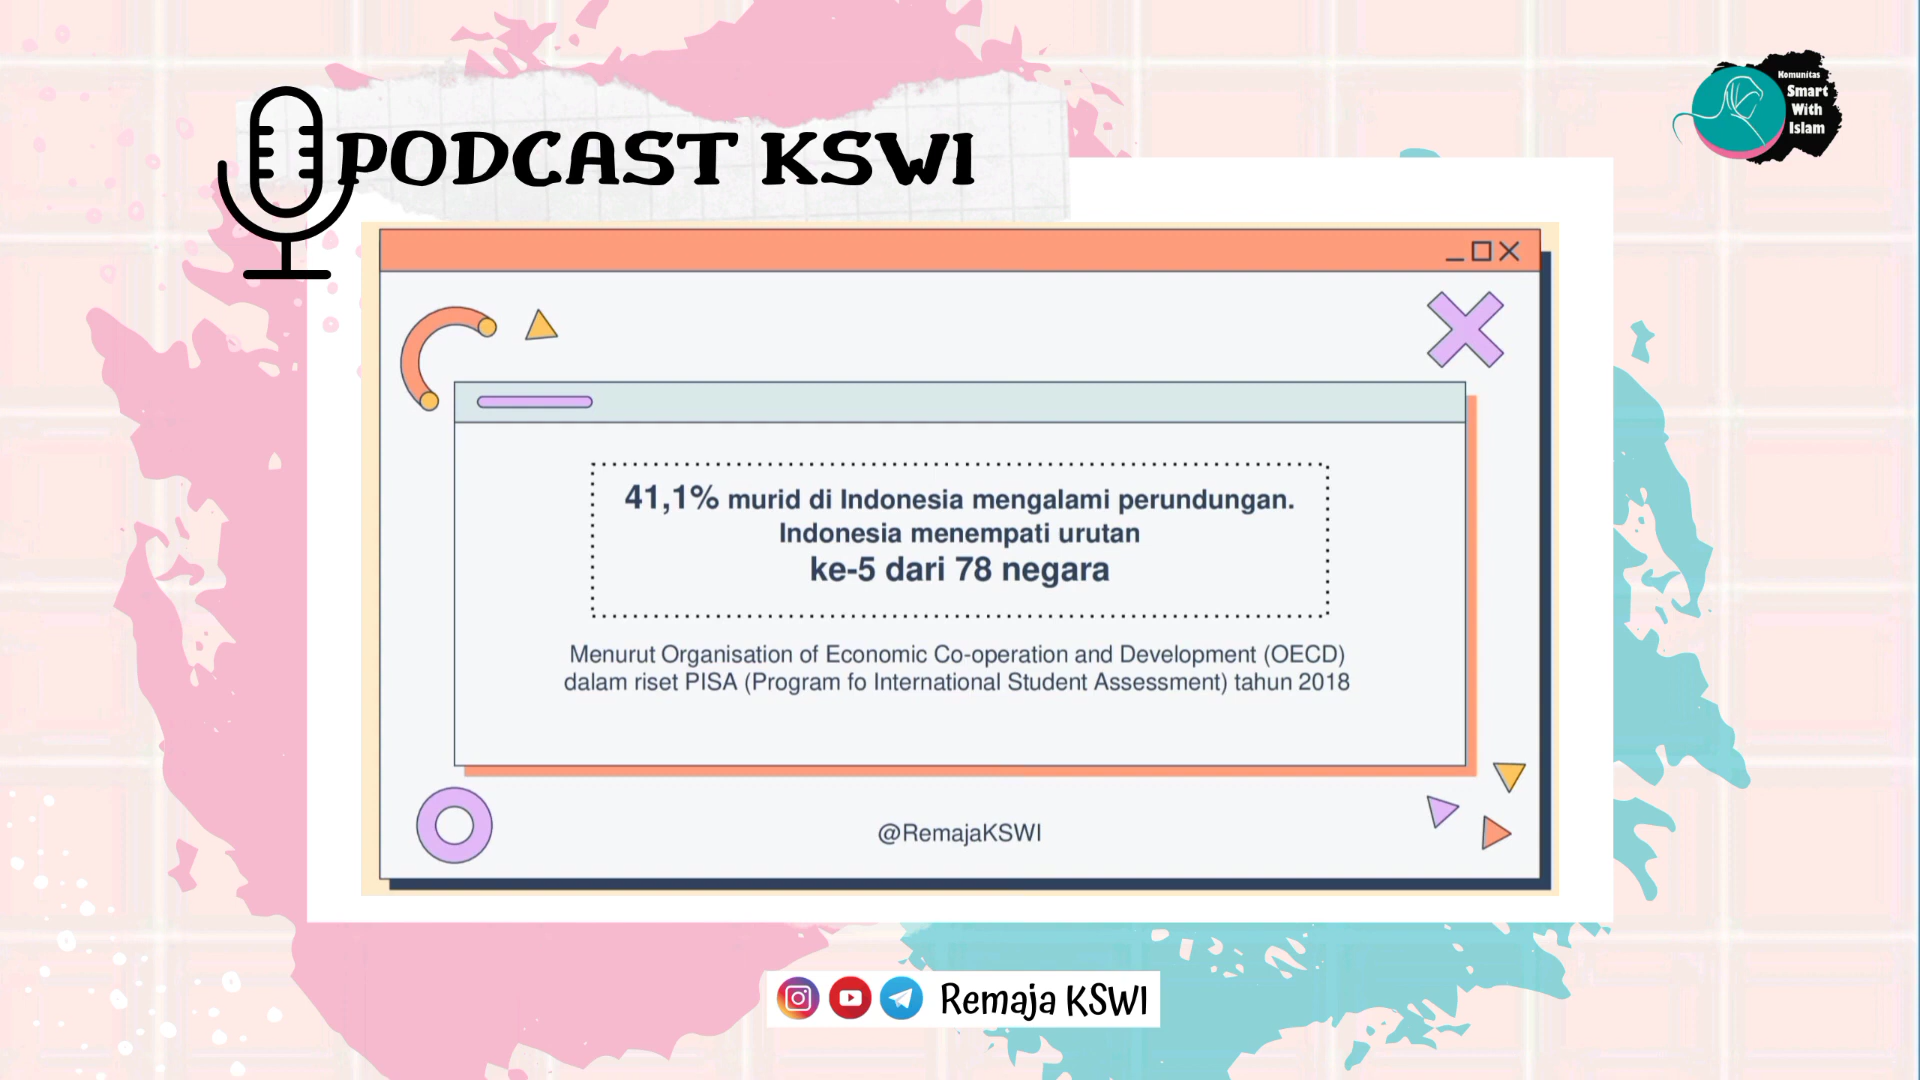 PODCAST KSWI
Komunitas
Smart
With
Islam
41,1% murid di Indonesia mengalami perundungan.
Indonesia menempati urutan
ke-5 dari 78 negara
Menurut Organisation of Economic Co-operation and Development (OECD)
dalam riset PISA (Program fo International Student Assessment) tahun 2018
@RemajaKSWI
Remaja KSWI